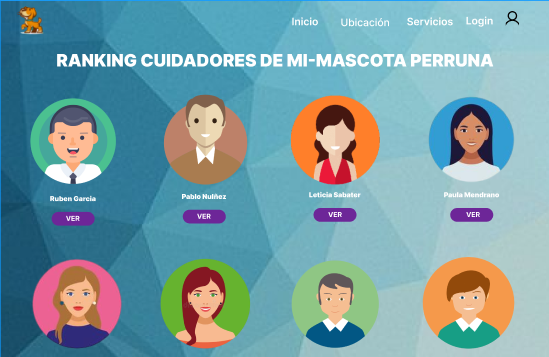 Inicio Ubicación Servicios Login
RANKING CUIDADORES DE MI-MASCOTA PERRUNA
Ruben García Pablo Nuñez Leticia Sabater Paula Mendrano
VER VER VER VER